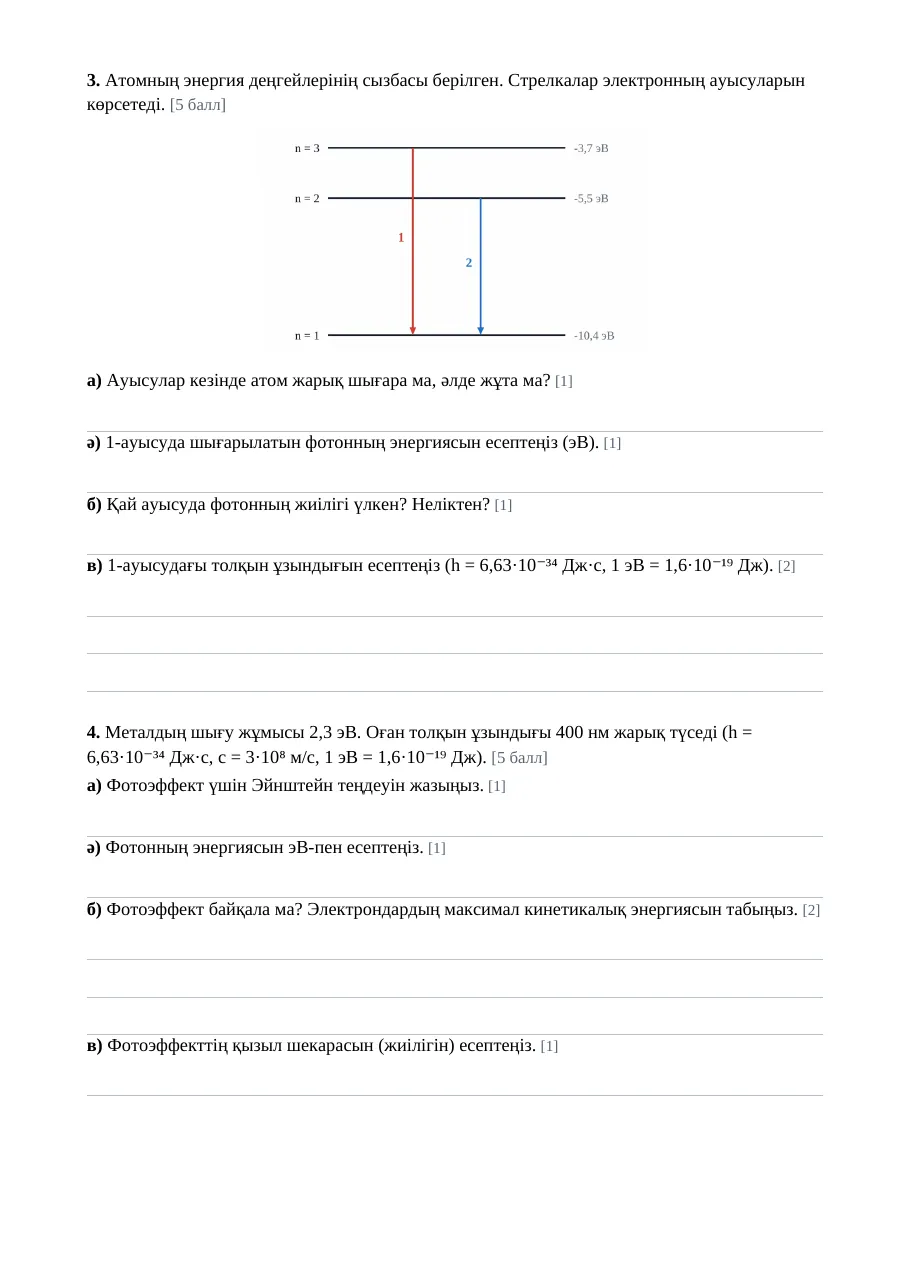 3. Атомның энергия деңгейлерінің сызбасы берілген. Стрелкалар электронның ауысуларын
көрсетеді. [5 балл]
n = 3 -3,7 эВ
n = 2 -5,5 эВ
1
2
n = 1 -10,4 эВ
а) Ауысулар кезінде атом жарық шығара ма, әлде жұта ма? [1]
ә) 1-ауысуда шығарылатын фотонның энергиясын есептеңіз (эВ). [1]
б) Қай ауысуда фотонның жиілігі үлкен? Неліктен? [1]
в) 1-ауысудағы толқын ұзындығын есептеңіз (h = 6,63·10⁻³⁴ Дж·с, 1 эВ = 1,6·10⁻¹⁹ Дж). [2]
4. Металдың шығу жұмысы 2,3 эВ. Оған толқын ұзындығы 400 нм жарық түседі (h =
6,63·10⁻³⁴ Дж·с, c = 3·10⁸ м/с, 1 эВ = 1,6·10⁻¹⁹ Дж). [5 балл]
а) Фотоэффект үшін Эйнштейн теңдеуін жазыңыз. [1]
ә) Фотонның энергиясын эВ-пен есептеңіз. [1]
б) Фотоэффект байқала ма? Электрондардың максимал кинетикалық энергиясын табыңыз. [2]
в) Фотоэффекттің қызыл шекарасын (жиілігін) есептеңіз. [1]